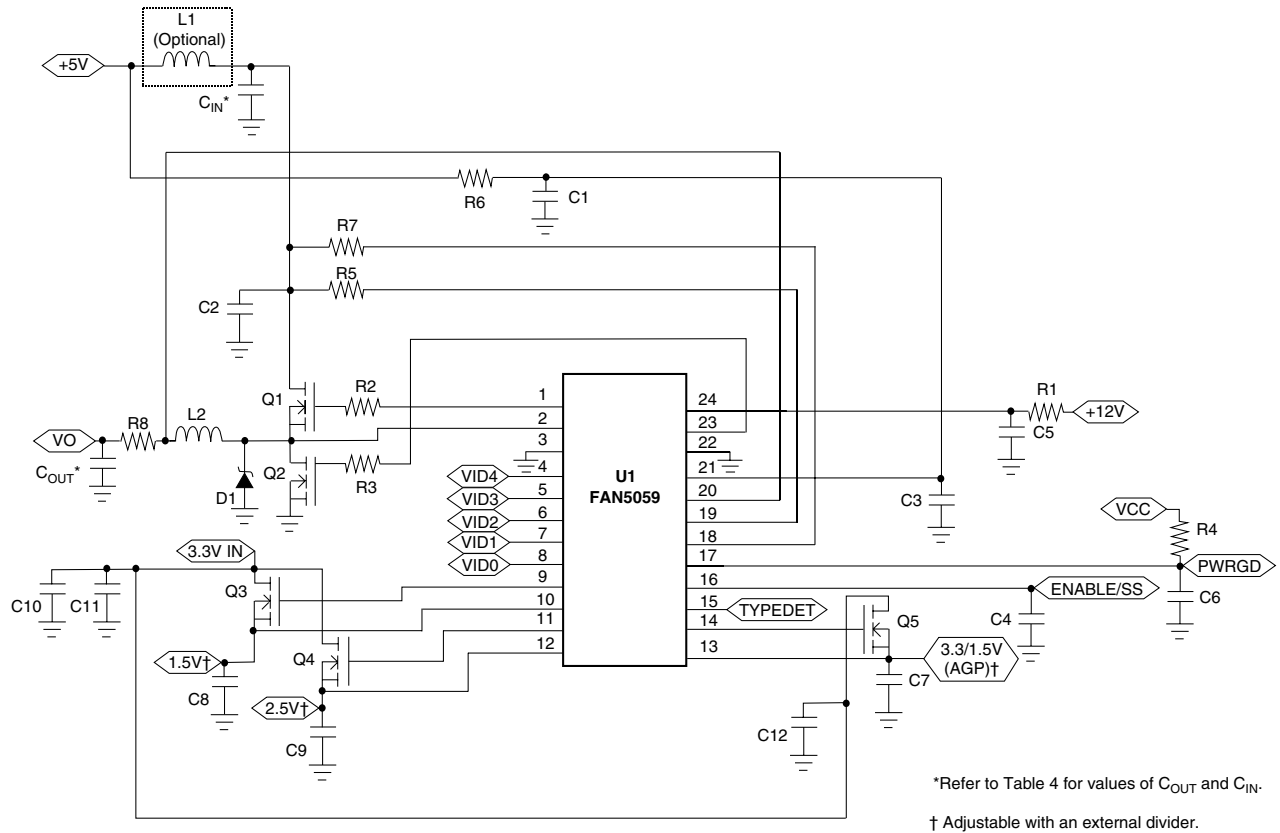 L1
(Optional)
+5V
CIN*
R6
C1
R7
R5
C2
Q1
R2
1
24
R1
+12V
VO
R8
L2
2
23
C5
COUT*
D1
Q2
R3
3
22
U1
FAN5059
VID4
4
21
VID3
5
20
C3
VID2
6
19
VCC
VID1
7
18
R4
VID0
8
17
PWRGD
3.3V IN
9
16
ENABLE/SS
C6
C10
C11
Q3
10
15
TYPEDET
C4
11
14
Q5
1.5V†
Q4
12
13
3.3/1.5V
(AGP)†
C8
C7
2.5V†
C9
C12
*Refer to Table 4 for values of COUT and CIN.
† Adjustable with an external divider.